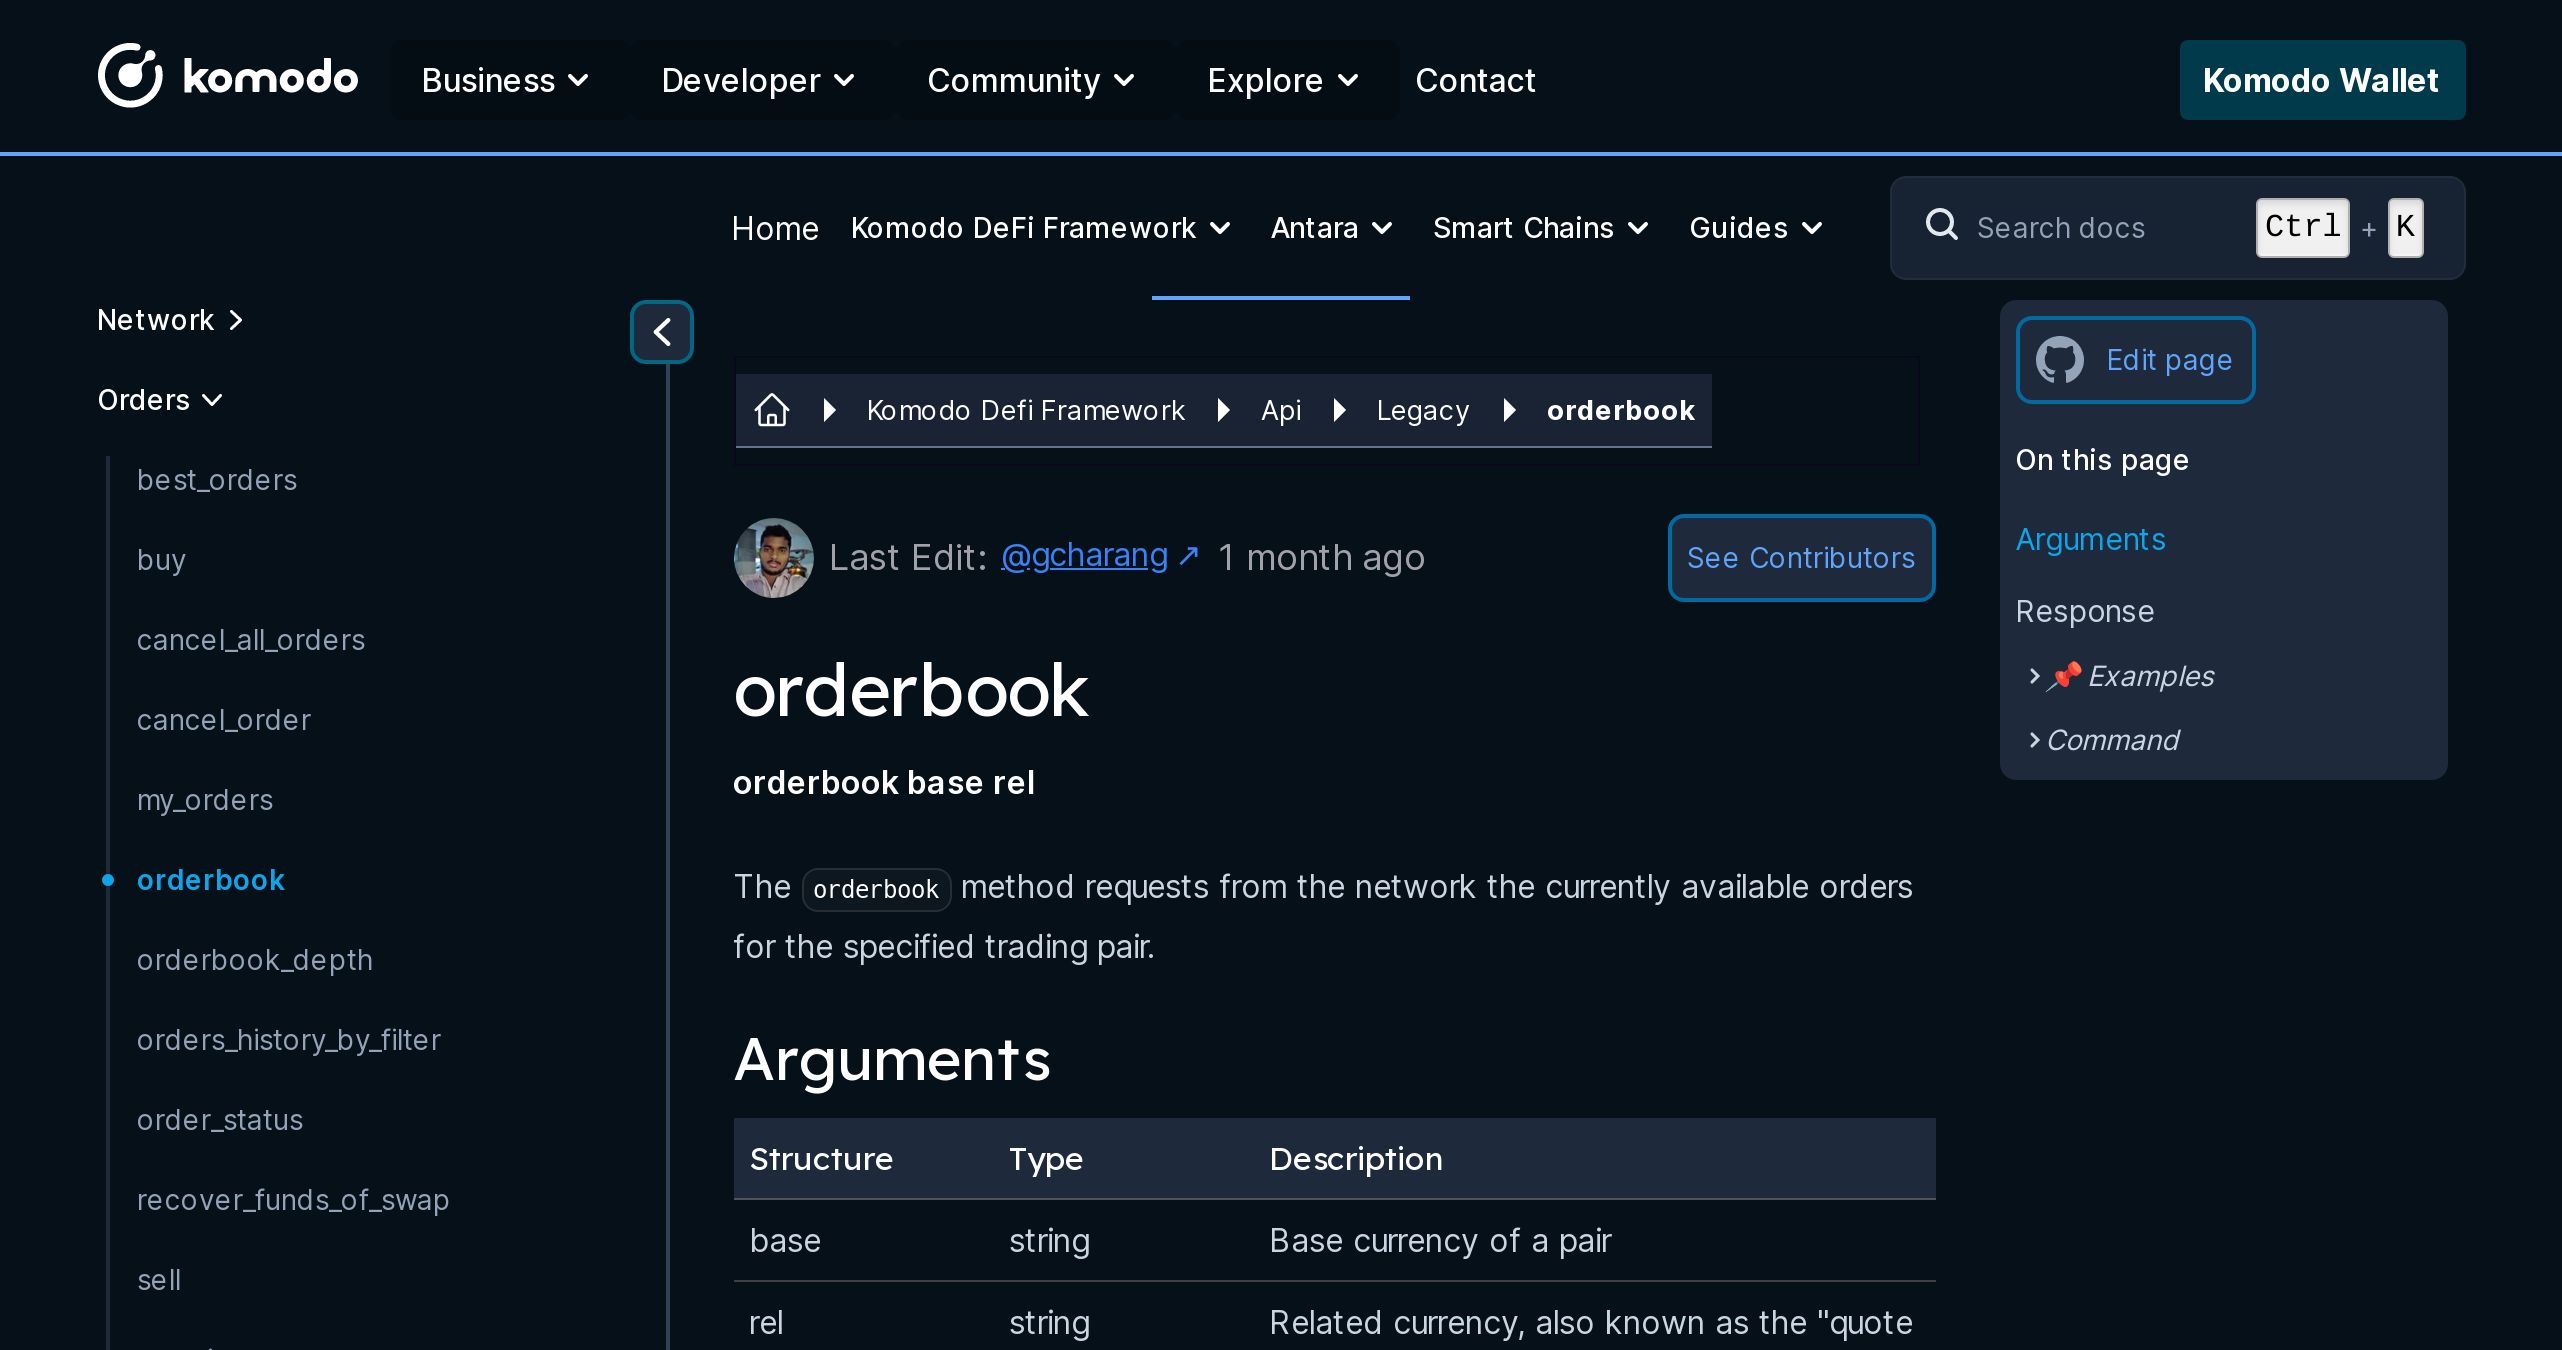 komodo Business Developer Community Explore Contact Komodo Wallet
Home Komodo DeFi Framework Antara Smart Chains Guides Search docs Ctrl + K
Network
Orders
best_orders
buy
cancel_all_orders
cancel_order
my_orders
orderbook
orderbook_depth
orders_history_by_filter
order_status
recover_funds_of_swap
sell
Komodo Defi Framework Api Legacy orderbook
Last Edit: @gcharang ↗ 1 month ago See Contributors
orderbook
orderbook base rel
The orderbook method requests from the network the currently available orders
for the specified trading pair.
Arguments
Structure Type Description
base string Base currency of a pair
rel string Related currency, also known as the "quote
Edit page
On this page
Arguments
Response
📌 Examples
Command